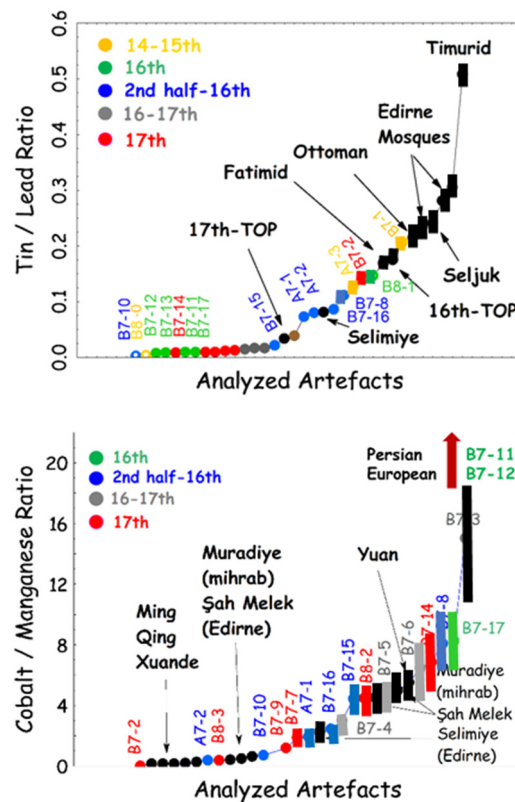 Tin / Lead Ratio
0.6
0.5
0.4
0.3
0.2
0.1
0.0
14-15th
16th
2nd half-16th
16-17th
17th
Timurid
Edirne
Mosques
Ottoman
Fatimid
17th-TOP
Seljuk
16th-TOP
Selimiye
B7-10
B8-0
B7-12
B7-13
B7-14
B7-11
B7-17
B7-15
A7-1
A7-2
A7-3
B7-2
B7-8
B7-16
B8-1
B7-1
Analyzed Artefacts
Cobalt / Manganese Ratio
20
16
12
8
4
0
16th
2nd half-16th
16-17th
17th
Persian
European
B7-11
B7-12
Muradiye
(mihrab)
Şah Melek
(Edirne)
Ming
Qing
Xuande
Yuan
B7-2
A7-2
B8-3
B7-10
B7-9
B7-7
A7-1
B7-16
B7-15
B8-2
B7-5
B7-6
B7-14
B7-17
B7-4
Muradiye
(mihrab)
Şah Melek
Selimiye
(Edirne)
Analyzed Artefacts